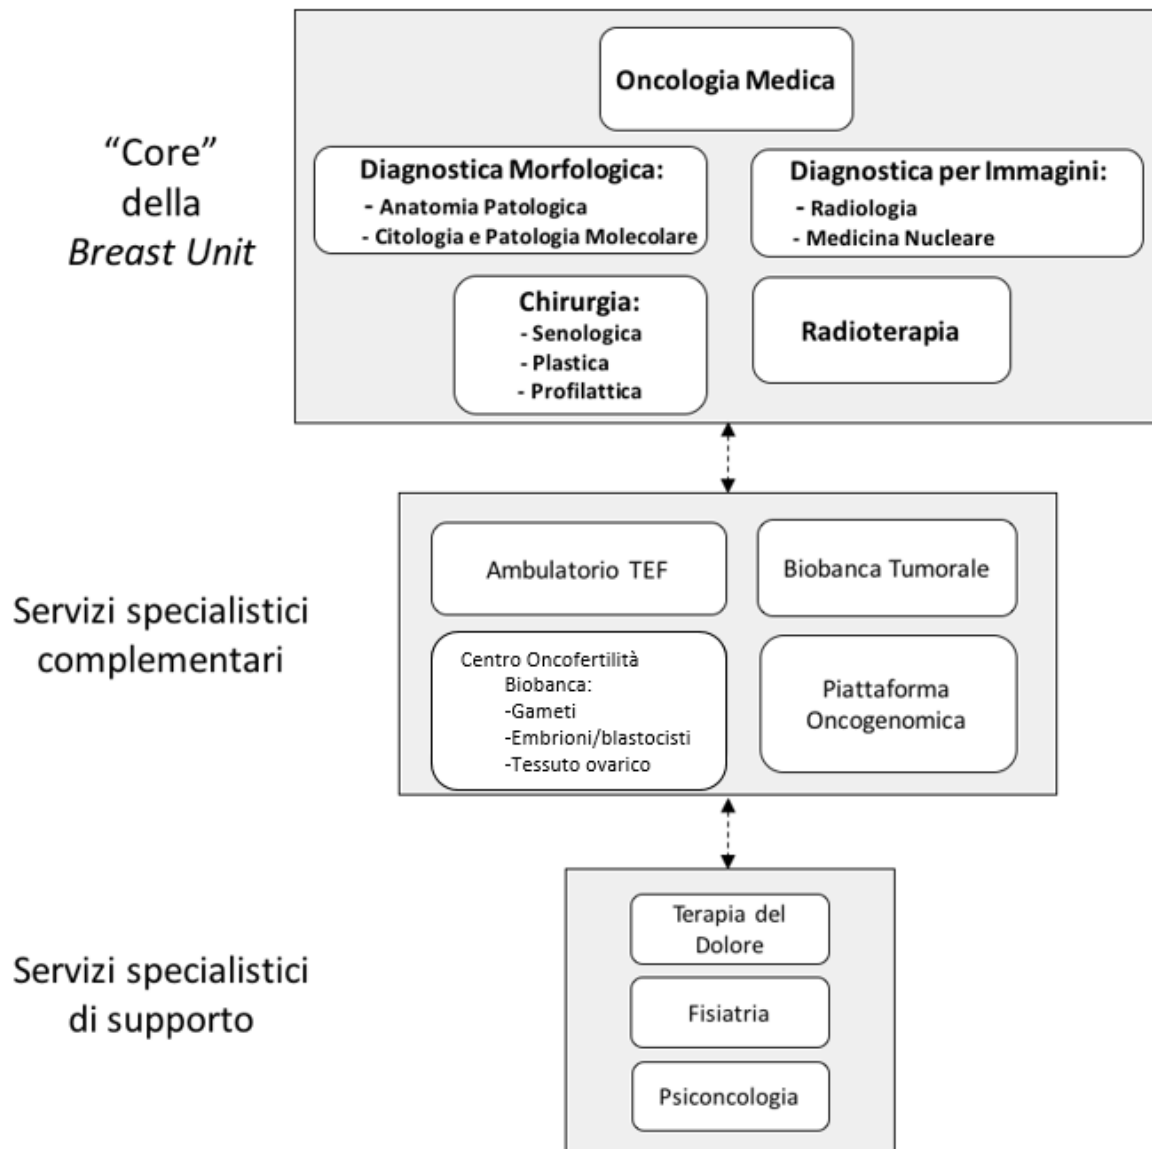 “Core”
della
Breast Unit
Oncologia Medica
Diagnostica Morfologica:
- Anatomia Patologica
- Citologia e Patologia Molecolare
Diagnostica per Immagini:
- Radiologia
- Medicina Nucleare
Chirurgia:
- Senologica
- Plastica
- Profilattica
Radioterapia
Servizi specialistici
complementari
Ambulatorio TEF
Biobanca Tumorale
Centro Oncofertilità
Biobanca:
-Gameti
-Embrioni/blastocisti
-Tessuto ovarico
Piattaforma
Oncogenomica
Servizi specialistici
di supporto
Terapia del
Dolore
Fisiatria
Psiconcologia